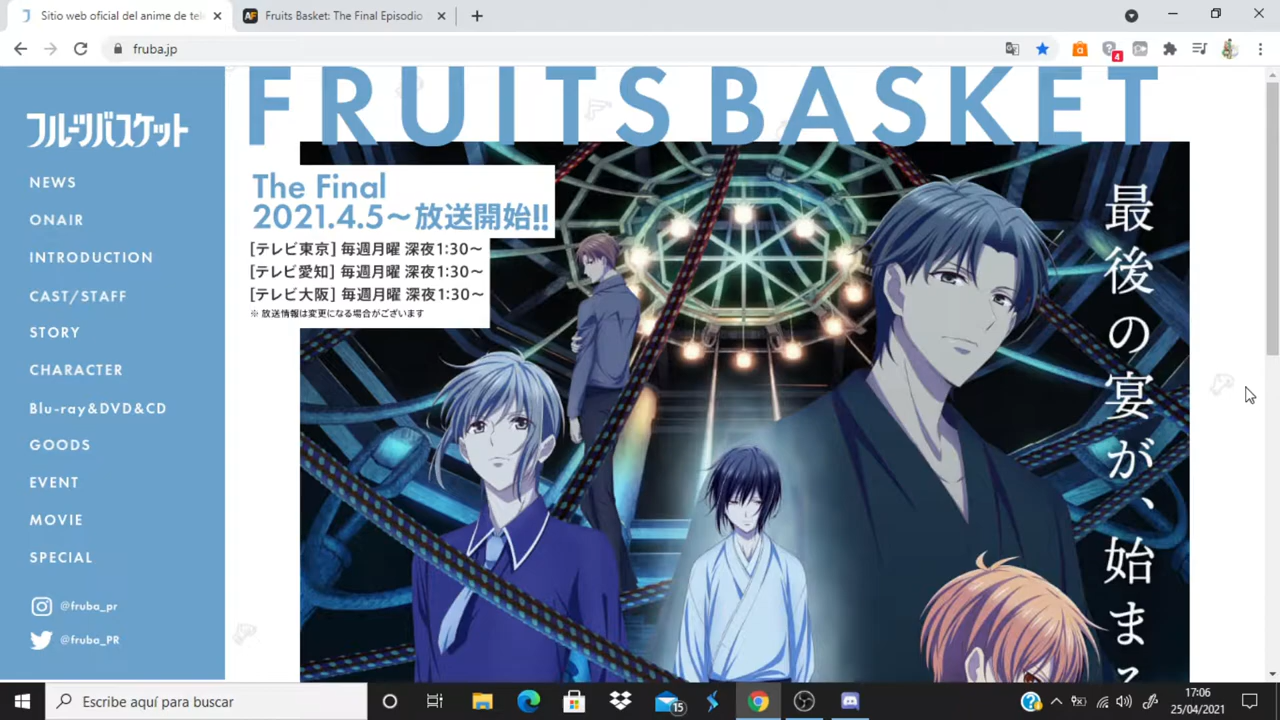 Sitio web oficial del anime de tele
Fruits Basket: The Final Episodio
fruba.jp
4
フルーツバスケット
NEWS
ONAIR
INTRODUCTION
CAST/STAFF
STORY
CHARACTER
Blu-ray&DVD&CD
GOODS
EVENT
MOVIE
SPECIAL
@fruba_pr
@fruba_PR
FRUITS BASKET
The Final
2021.4.5～放送開始!!
[テレビ東京] 毎週月曜 深夜1:30～
[テレビ愛知] 毎週月曜 深夜1:30～
[テレビ大阪] 毎週月曜 深夜1:30～
※ 放送情報は変更になる場合がございます
最後の宴が、始まる
Escribe aquí para buscar
15
17:06
25/04/2021